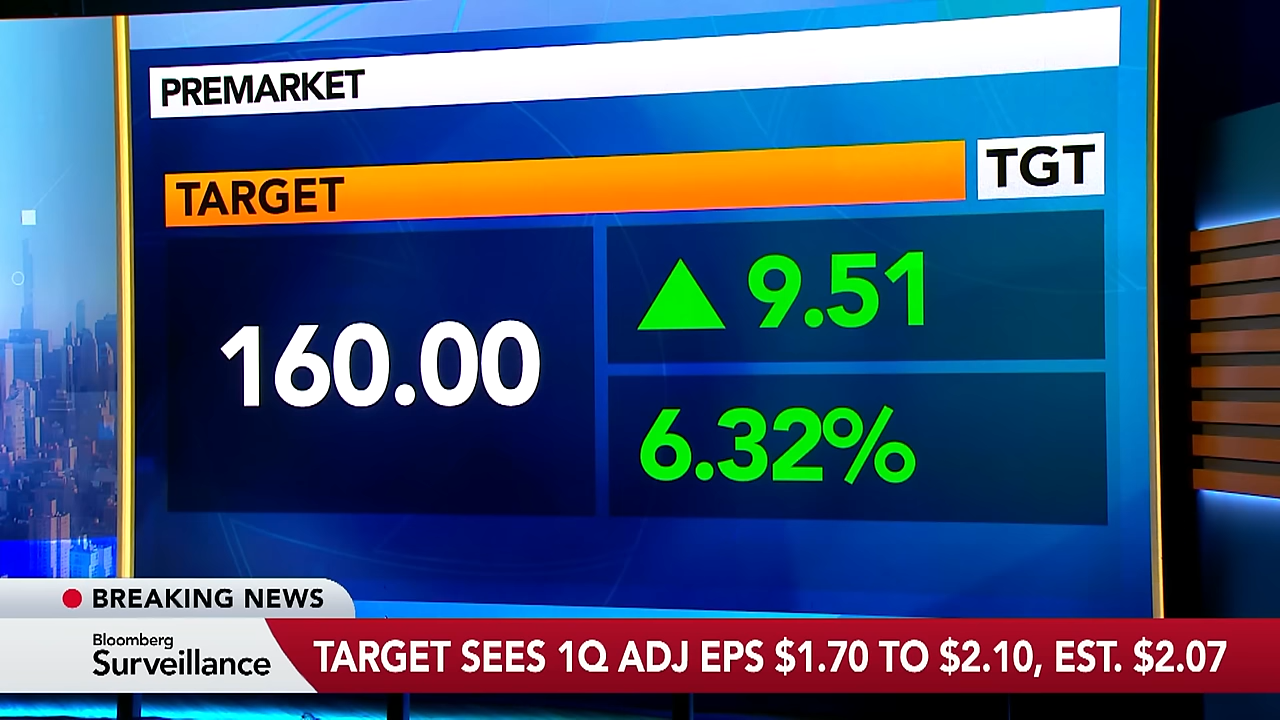 PREMARKET
TARGET
TGT
160.00
▲ 9.51
6.32%
BREAKING NEWS
Bloomberg
Surveillance
TARGET SEES 1Q ADJ EPS $1.70 TO $2.10, EST. $2.07